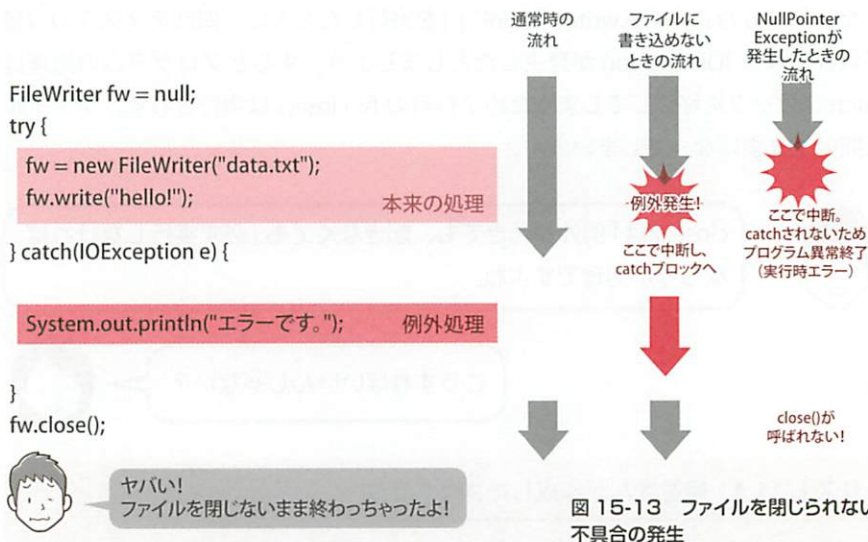 通常時の
流れ
ファイルに
書き込めない
ときの流れ
NullPointer
Exceptionが
発生したときの
流れ
FileWriter fw = null;
try {
fw = new FileWriter("data.txt");
fw.write("hello!");
本来の処理
} catch(IOException e) {
System.out.println("エラーです。");
例外処理
}
fw.close();
例外発生!
ここで中断し、
catchブロックへ
ここで中断。
catchされないため
プログラム異常終了
(実行時エラー)
close()が
呼ばれない!
ヤバい!
ファイルを閉じないまま終わっちゃったよ!
図 15-13 ファイルを閉じられない
不具合の発生